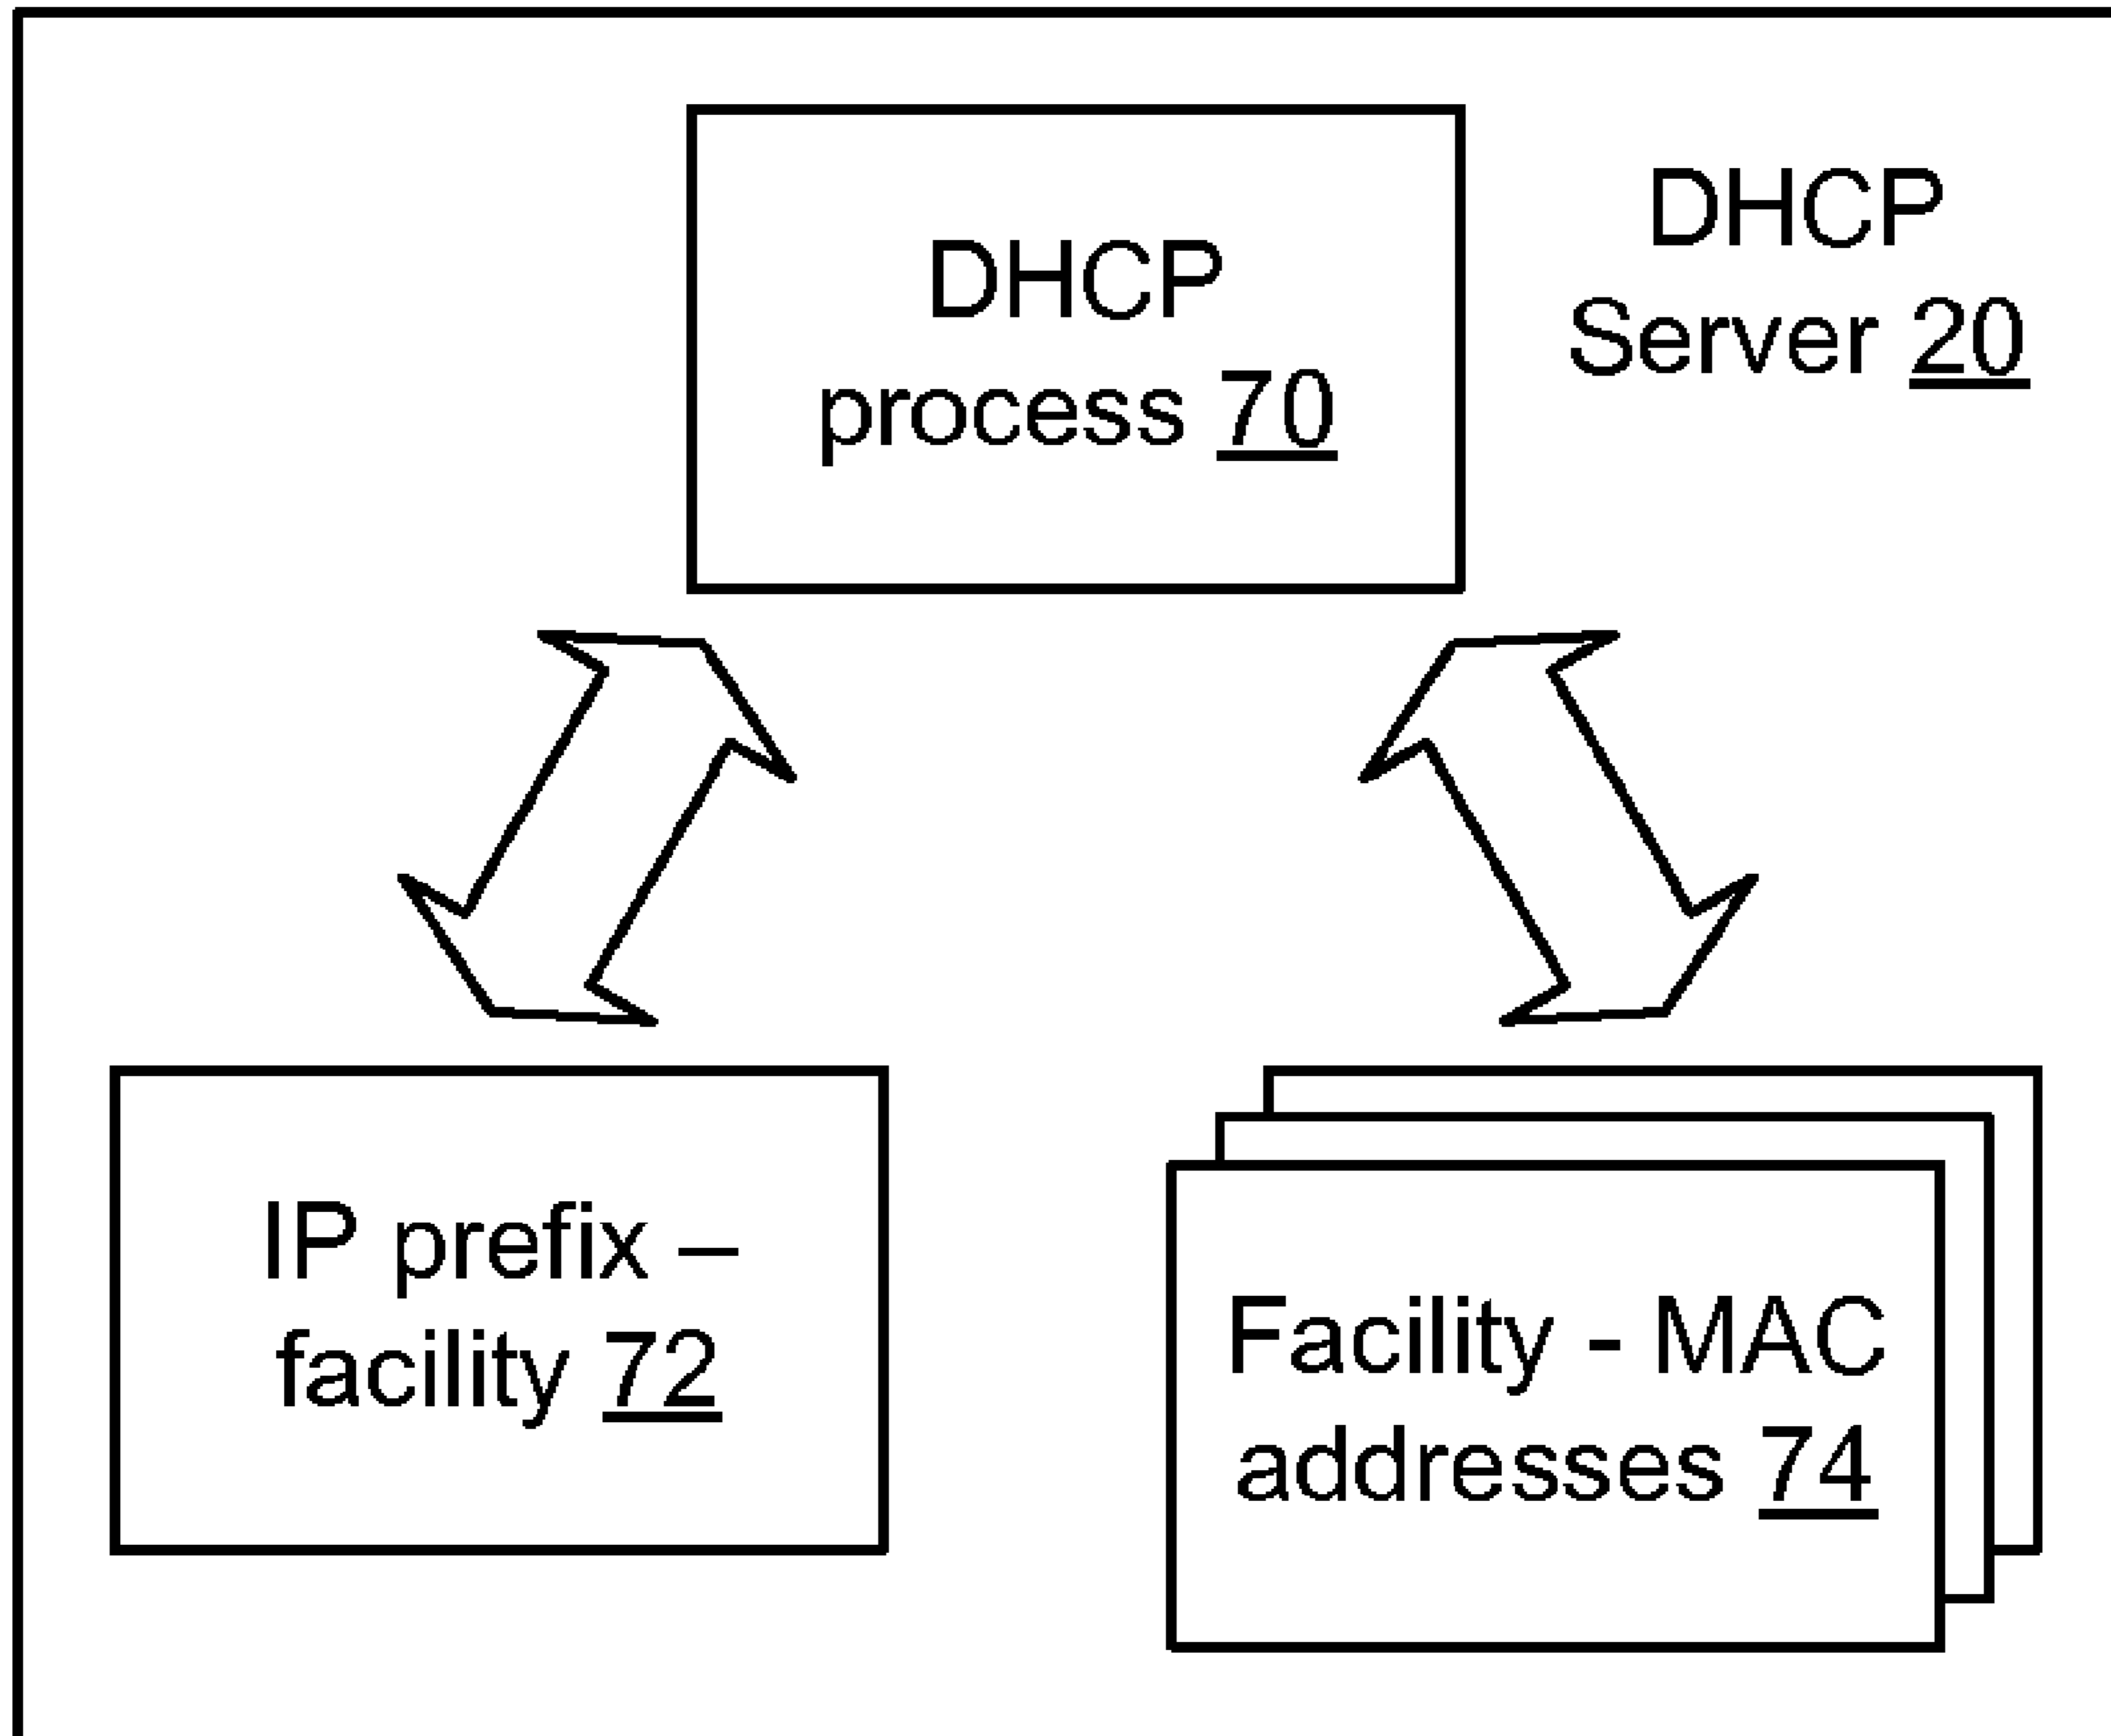 DHCP
process 70
DHCP
Server 20
IP prefix –
facility 72
Facility - MAC
addresses 74